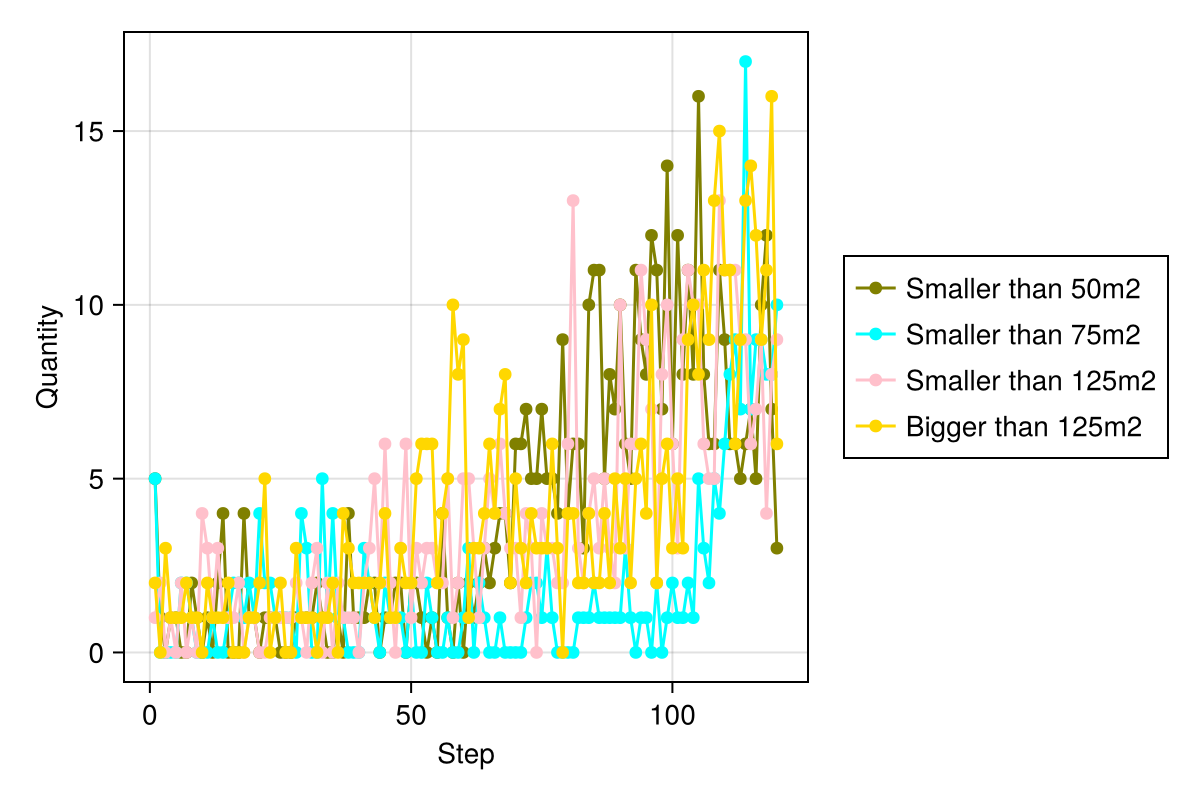 15
10
5
0
Quantity
0
50
100
Step
Smaller than 50m2
Smaller than 75m2
Smaller than 125m2
Bigger than 125m2